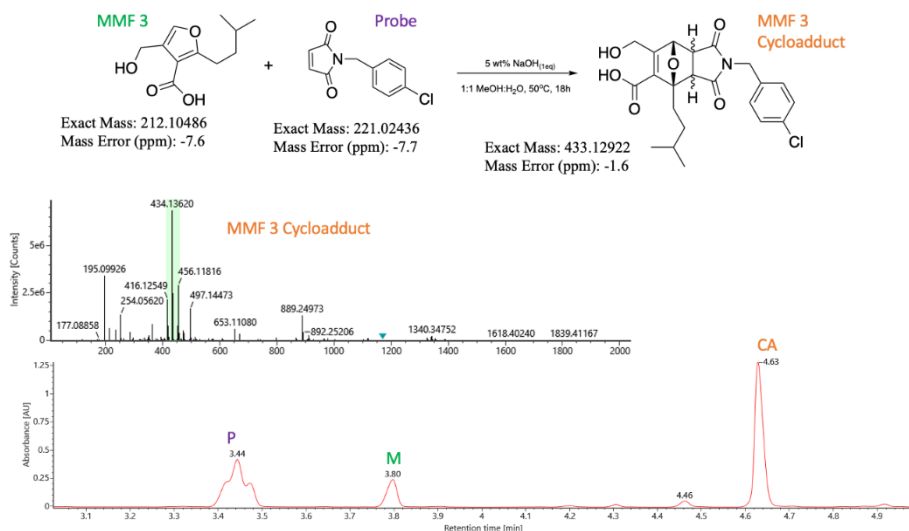 MMF 3
Probe
MMF 3
Cycloadduct
HO
O
O
OH
+
O
N
O
Cl
5 wt% NaOH(1eq)
1:1 MeOH:H₂O, 50°C, 18h
HO
HO
O
O
H
H
O
N
O
Cl
Exact Mass: 212.10486
Mass Error (ppm): -7.6
Exact Mass: 221.02436
Mass Error (ppm): -7.7
Exact Mass: 433.12922
Mass Error (ppm): -1.6
MMF 3 Cycloadduct
Intensity [Counts]
5e6
2.5e6
0
434.13620
195.09926
416.12549
456.11816
254.05620
497.14473
177.08858
653.11080
889.24973
892.25206
1340.34752
1618.40240
1839.41167
200
400
600
800
1000
1200
1400
1600
1800
2000
CA
Absorbance [AU]
1.25
1
0.75
0.5
0.25
0
P
3.44
M
3.80
4.46
4.63
3.1
3.2
3.3
3.4
3.5
3.6
3.7
3.8
3.9
4
4.1
4.2
4.3
4.4
4.5
4.6
4.7
4.8
4.9
Retention time [min]